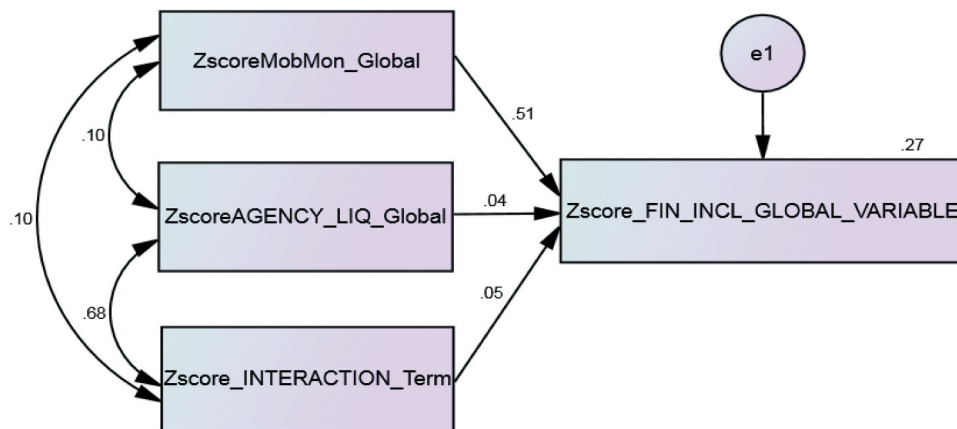 ZscoreMobMon_Global
e1
.51
.27
.10
ZscoreAGENCY_LIQ_Global
.04
Zscore_FIN_INCL_GLOBAL_VARIABLE
.10
.05
.68
Zscore_INTERACTION_Term